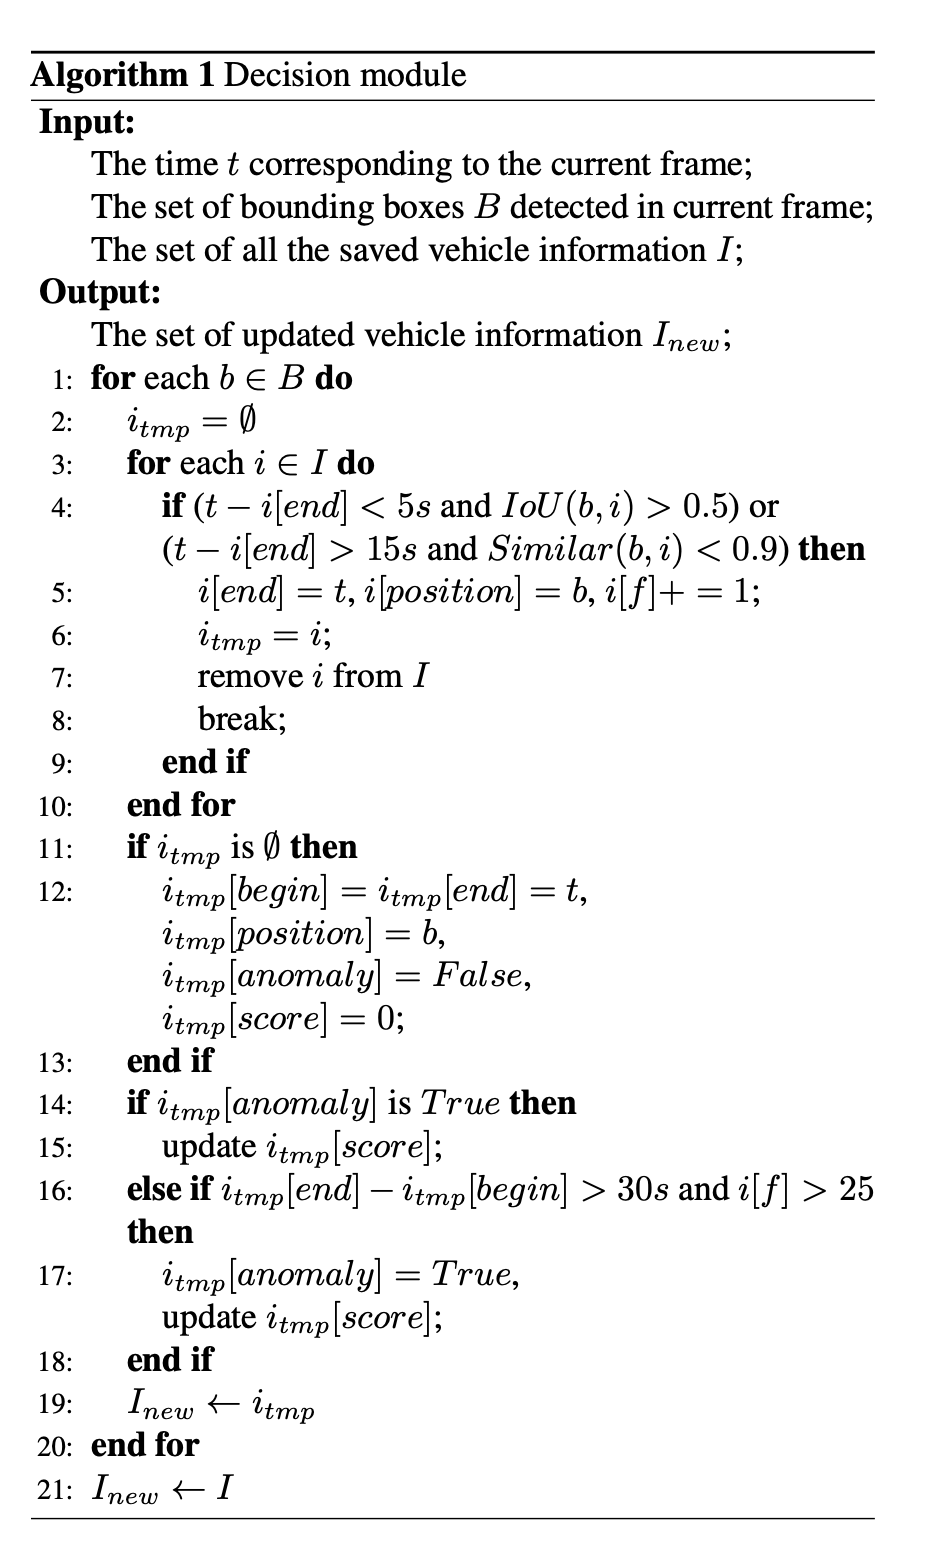 Algorithm 1 Decision module
Input:
The time t corresponding to the current frame;
The set of bounding boxes B detected in current frame;
The set of all the saved vehicle information I;
Output:
The set of updated vehicle information I_{new};
1: for each b ∈ B do
2: i_{tmp} = ∅
3: for each i ∈ I do
4: if (t − i[end] < 5s and IoU(b, i) > 0.5) or
(t − i[end] > 15s and Similar(b, i) < 0.9) then
5: i[end] = t, i[position] = b, i[f]+ = 1;
6: i_{tmp} = i;
7: remove i from I
8: break;
9: end if
10: end for
11: if i_{tmp} is ∅ then
12: i_{tmp}[begin] = i_{tmp}[end] = t,
i_{tmp}[position] = b,
i_{tmp}[anomaly] = False,
i_{tmp}[score] = 0;
13: end if
14: if i_{tmp}[anomaly] is True then
15: update i_{tmp}[score];
16: else if i_{tmp}[end] − i_{tmp}[begin] > 30s and i[f] > 25
then
17: i_{tmp}[anomaly] = True,
update i_{tmp}[score];
18: end if
19: I_{new} ← i_{tmp}
20: end for
21: I_{new} ← I